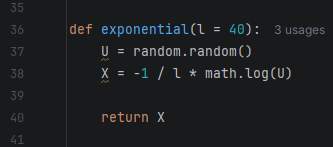 35
36 def exponential(l = 40): 3 usages
37 U = random.random()
38 X = -1 / l * math.log(U)
39
40 return X
41